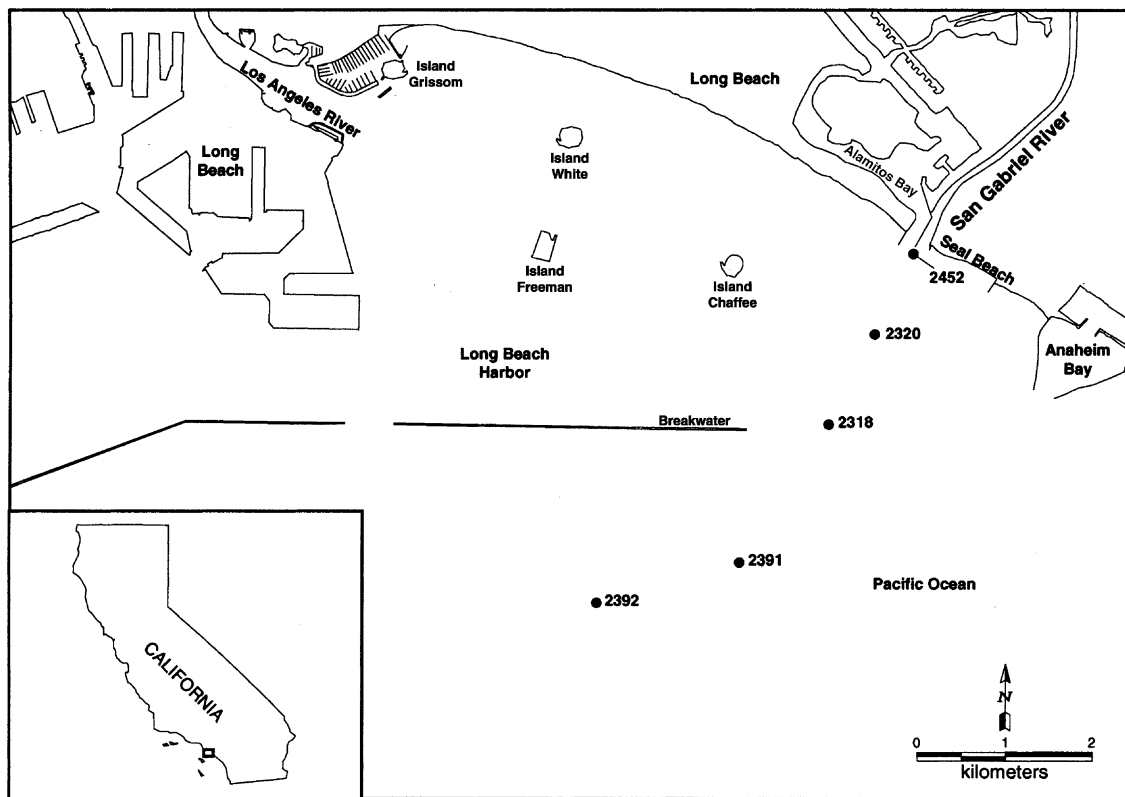 Island
Grissom
Los Angeles River
Long Beach
Long
Beach
Island
White
Alamitos Bay
San Gabriel River
Seal Beach
2452
Island
Freeman
Island
Chaffee
2320
Long Beach
Harbor
Anaheim
Bay
Breakwater
2318
2391
2392
Pacific Ocean
CALIFORNIA
N
0 1 2
kilometers